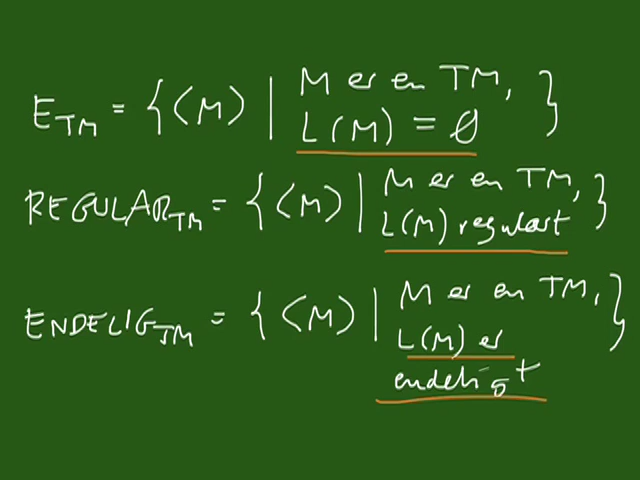 E_TM = { ⟨M⟩ | M er en TM, }
L(M) = ∅
REGULAR_TM = { ⟨M⟩ | M er en TM, }
L(M) regulært
ENDELIG_TM = { ⟨M⟩ | M er en TM, }
L(M) er
endeligt